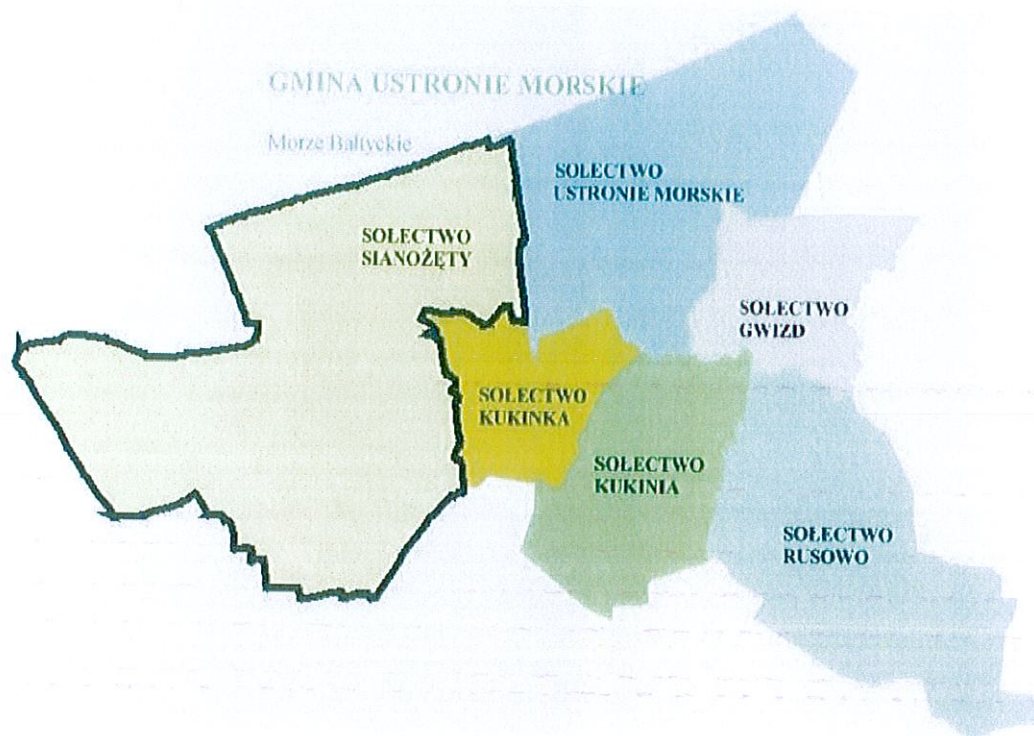 GMINA USTRONIE MORSKIE
Morze Bałtyckie
SOŁECTWO
USTRONIE MORSKIE
SOŁECTWO
SIANOŻĘTY
SOŁECTWO
GWIZD
SOŁECTWO
KUKINKA
SOŁECTWO
KUKINIA
SOŁECTWO
RUSOWO